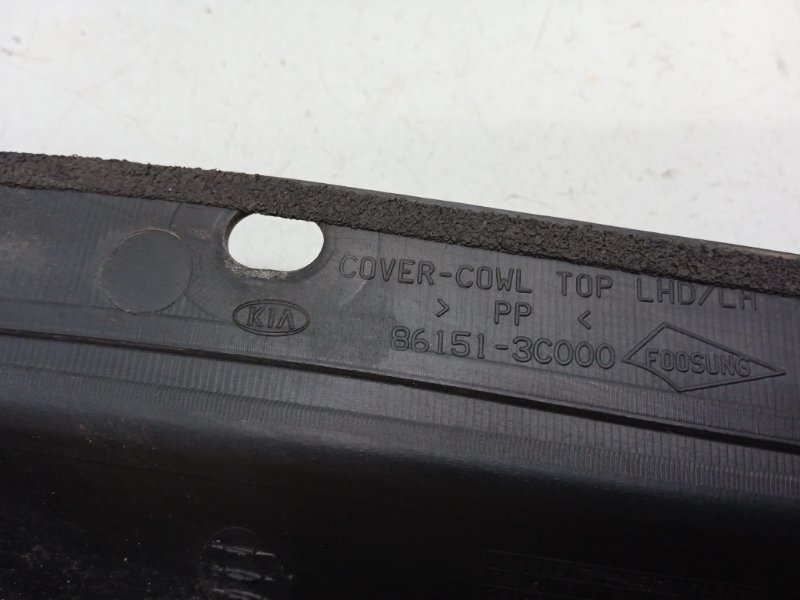 COVER-COWL TOP LHD/LH
> PP <
KIA
86151-3C000
FOOSUNG